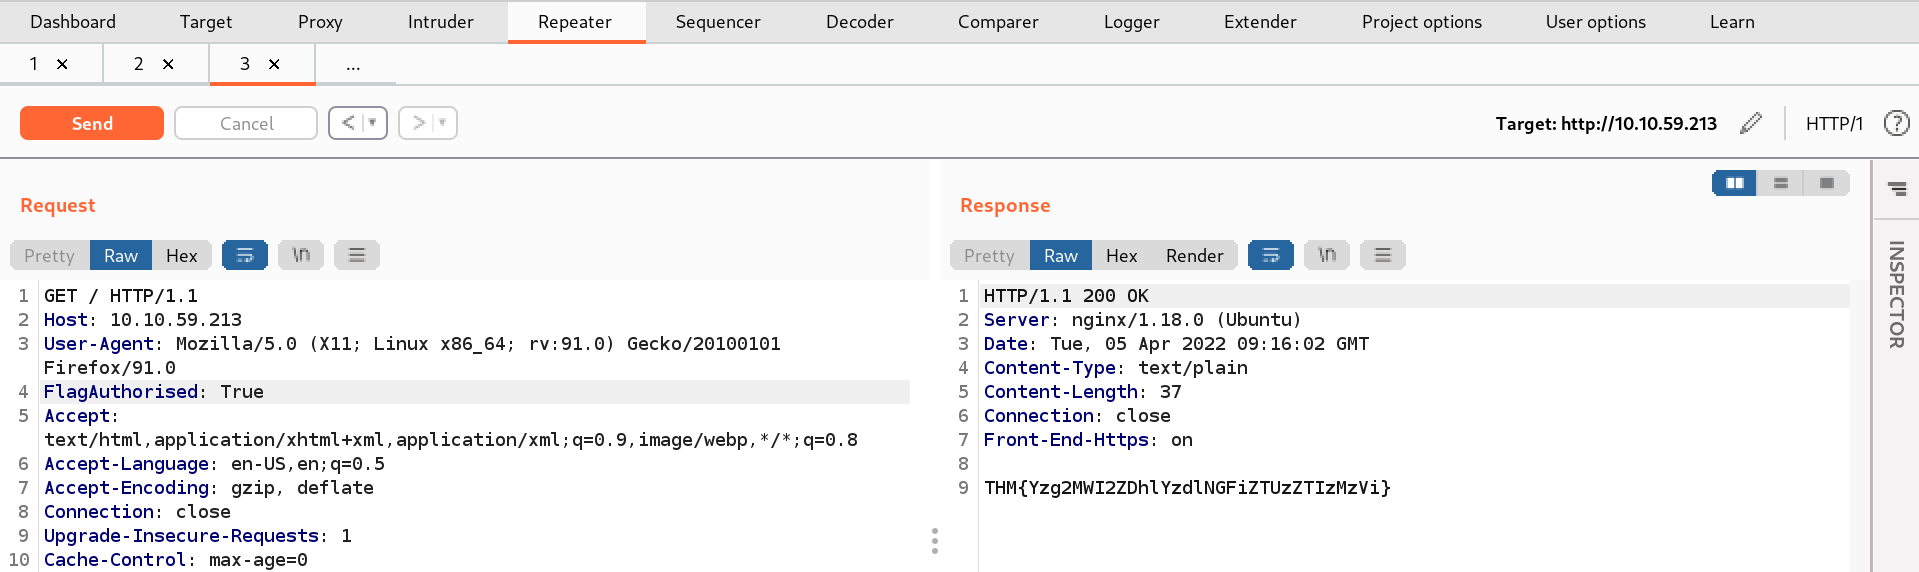 Dashboard Target Proxy Intruder Repeater Sequencer Decoder Comparer Logger Extender Project options User options Learn
1 × 2 × 3 × ...
Send Cancel < > Target: http://10.10.59.213 HTTP/1 ?
Request
Pretty Raw Hex \n
1 GET / HTTP/1.1
2 Host: 10.10.59.213
3 User-Agent: Mozilla/5.0 (X11; Linux x86_64; rv:91.0) Gecko/20100101
Firefox/91.0
4 FlagAuthorised: True
5 Accept:
text/html,application/xhtml+xml,application/xml;q=0.9,image/webp,*/*;q=0.8
6 Accept-Language: en-US,en;q=0.5
7 Accept-Encoding: gzip, deflate
8 Connection: close
9 Upgrade-Insecure-Requests: 1
10 Cache-Control: max-age=0
Response
Pretty Raw Hex Render \n
1 HTTP/1.1 200 OK
2 Server: nginx/1.18.0 (Ubuntu)
3 Date: Tue, 05 Apr 2022 09:16:02 GMT
4 Content-Type: text/plain
5 Content-Length: 37
6 Connection: close
7 Front-End-Https: on
8
9 THM{Yzg2MWI2ZDhlYzdlNGFiZTUzZTIzMzVi}
INSPECTOR